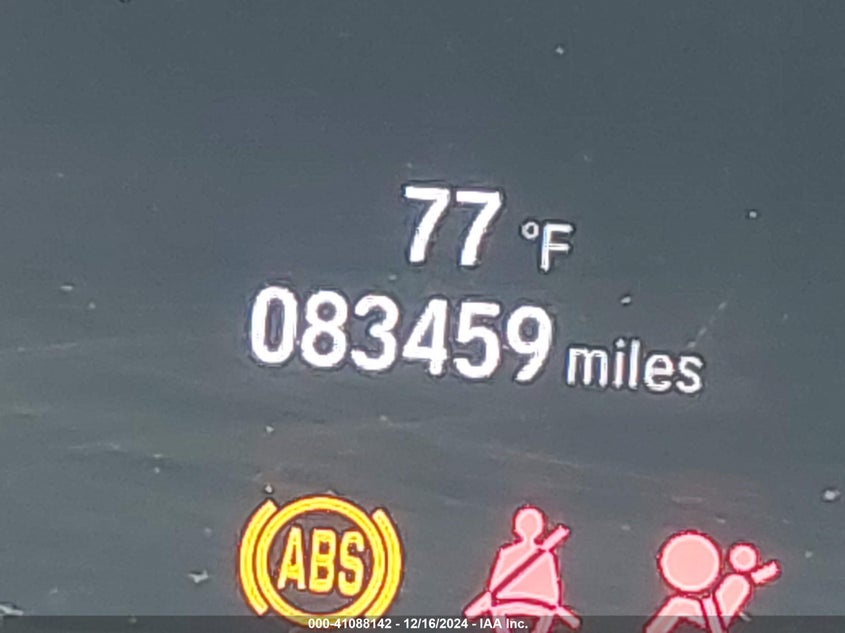 77 °F
083459 miles
ABS
000-41088142 - 12/16/2024 - IAA Inc.